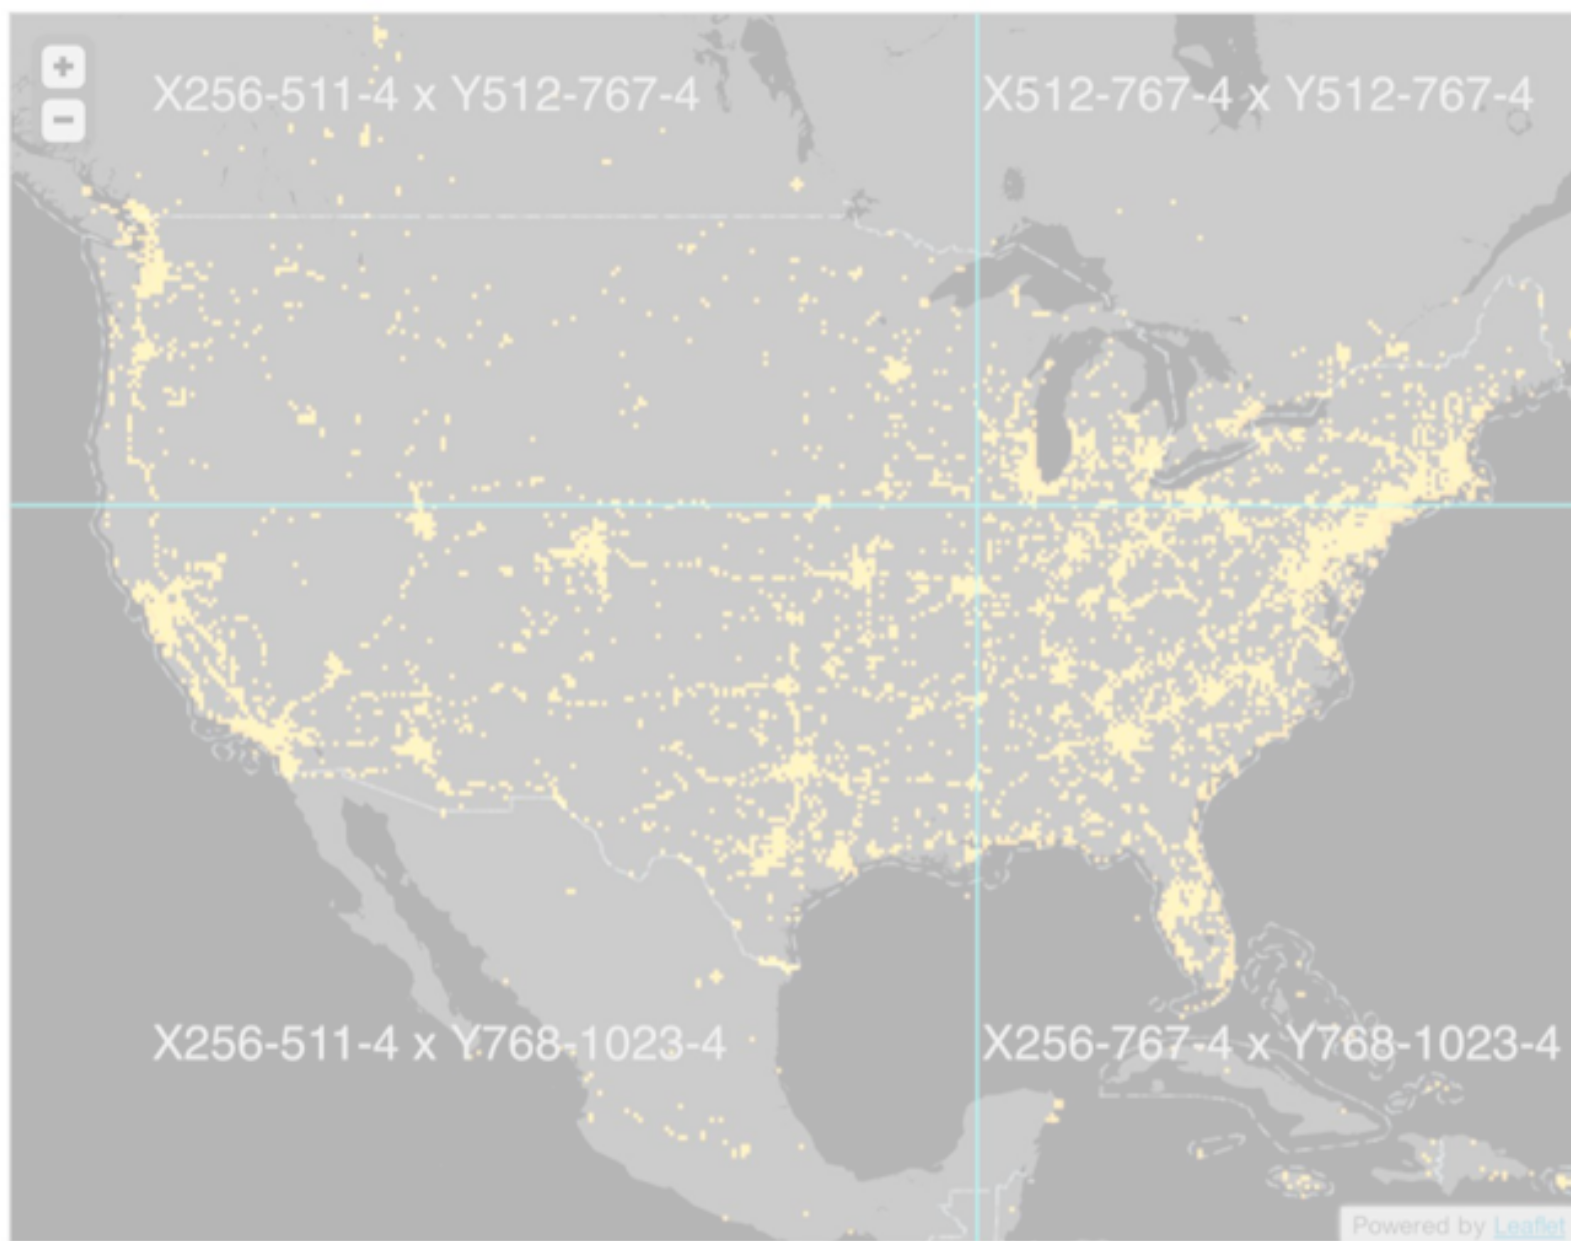 +
X256-511-4 x Y512-767-4
X512-767-4 x Y512-767-4
−
X256-511-4 x Y768-1023-4
X256-767-4 x Y768-1023-4
Powered by Leaflet